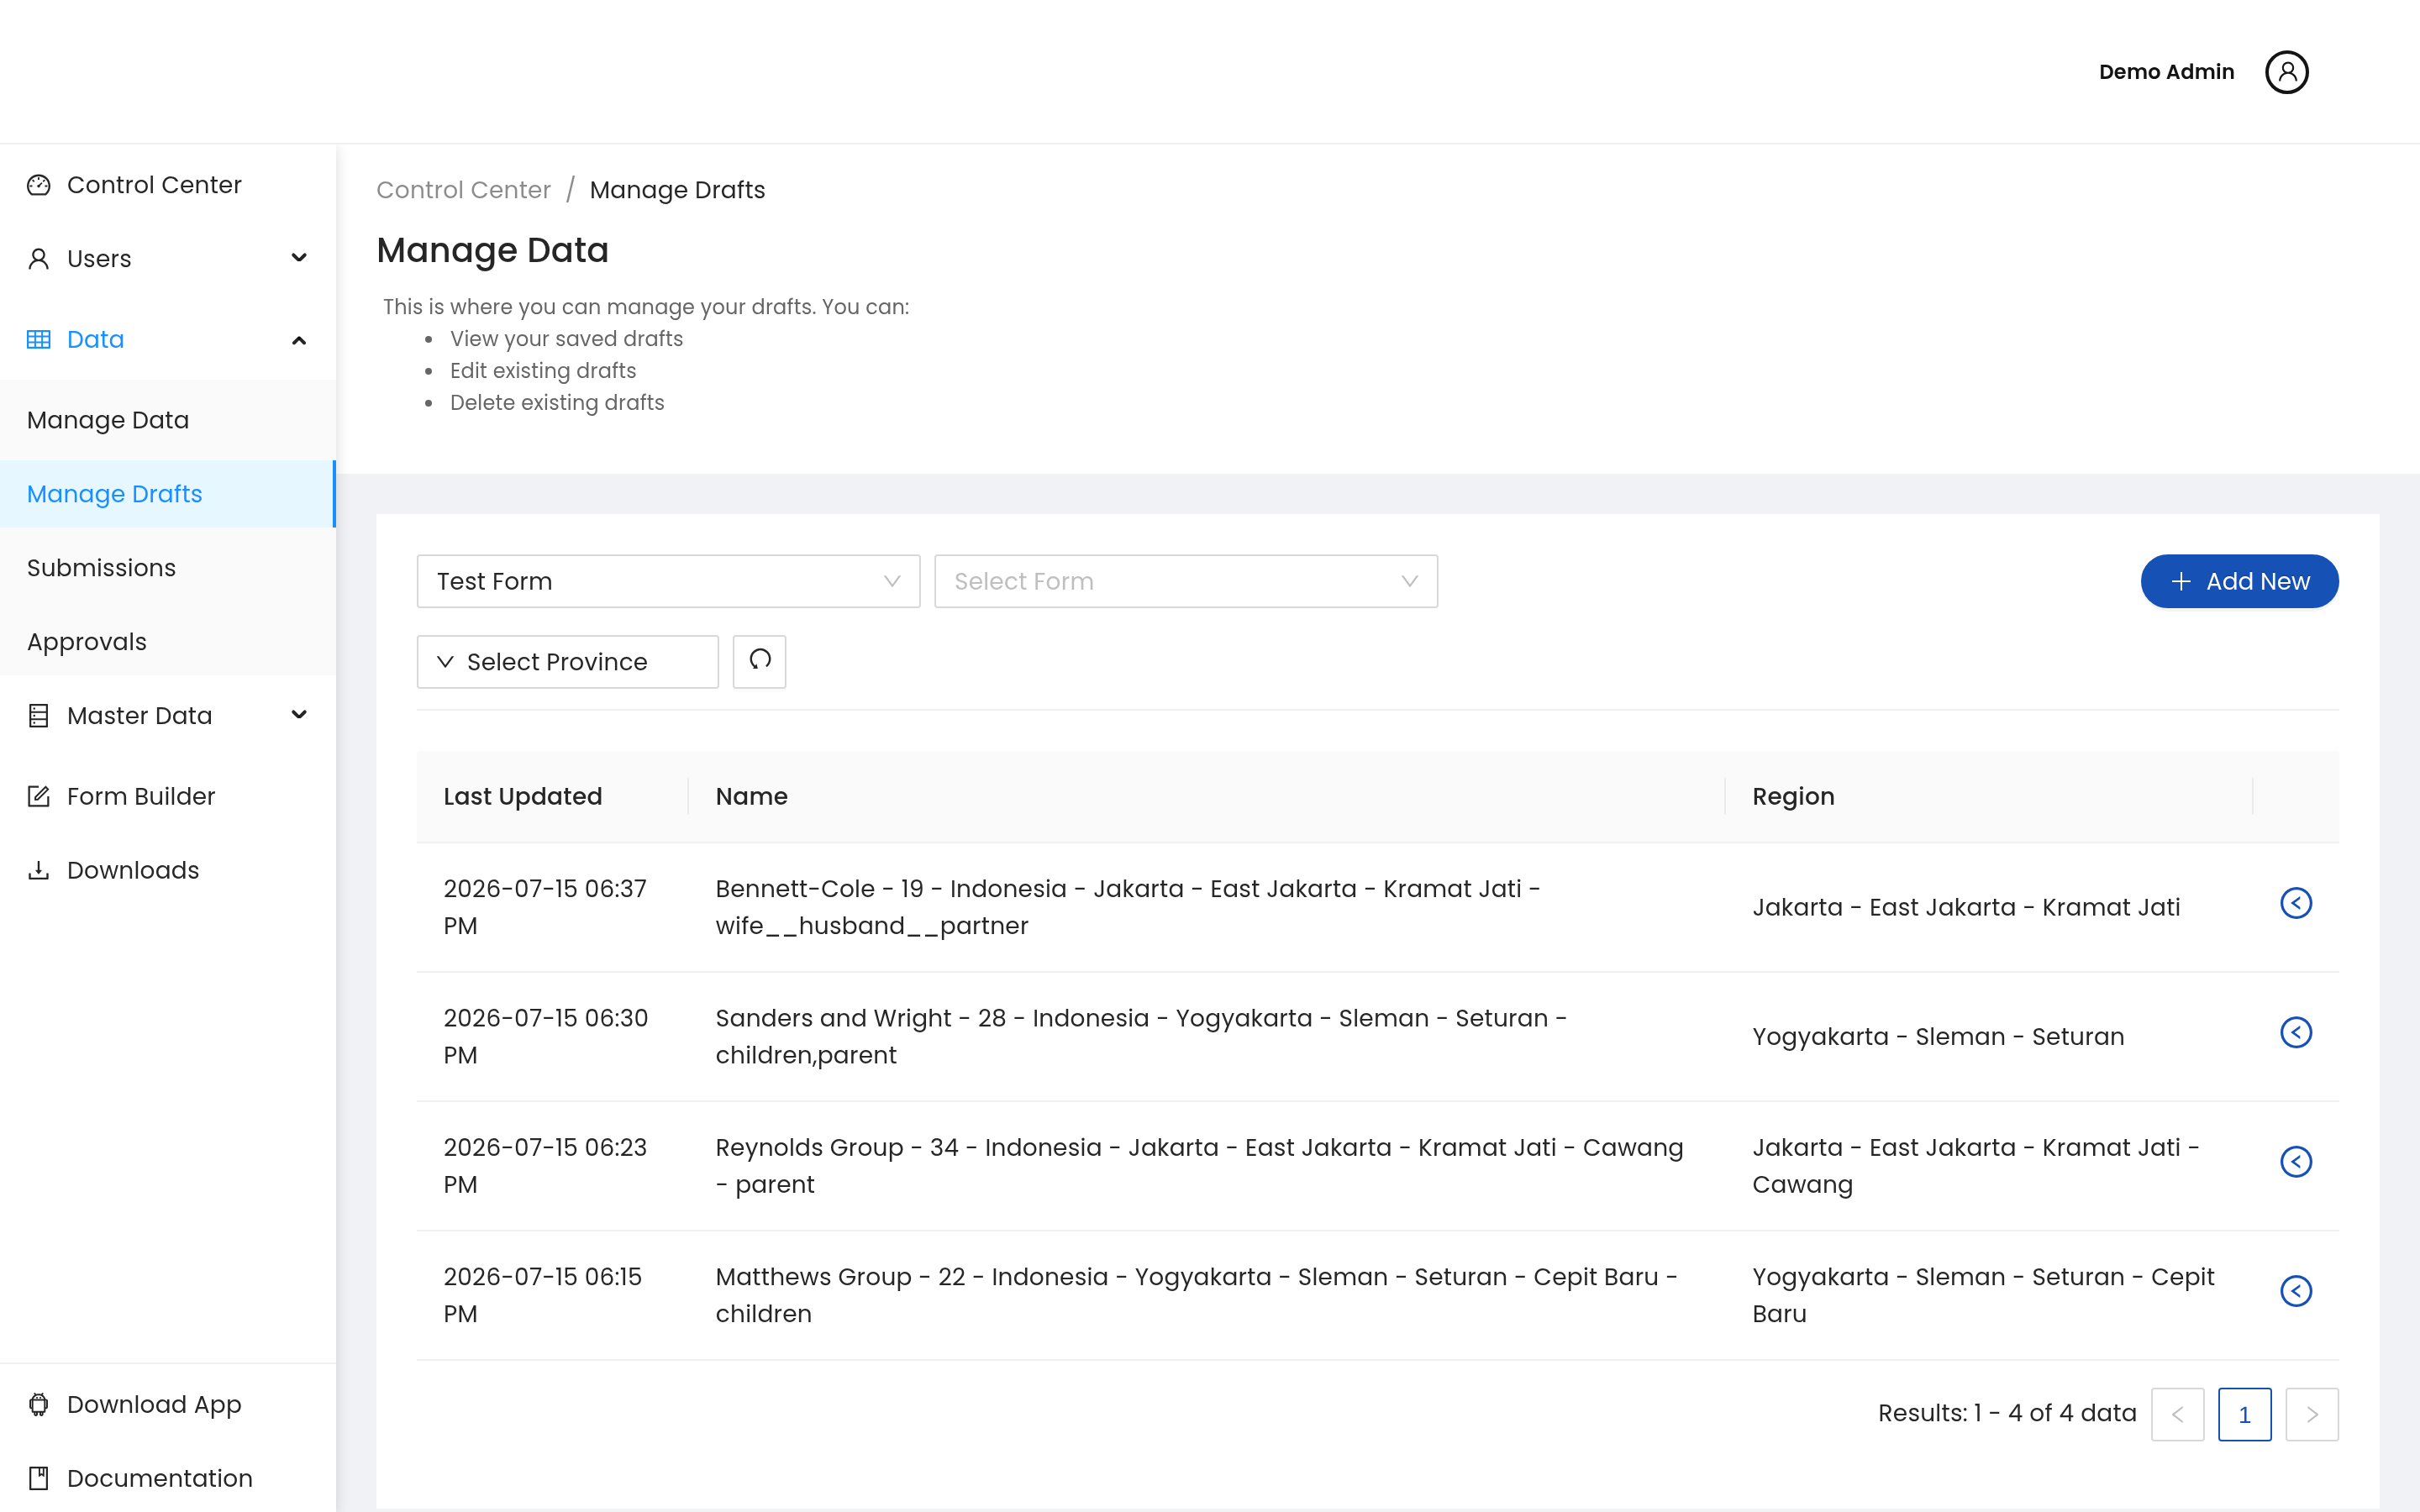 Demo Admin
Control Center
Users
Data
Manage Data
Manage Drafts
Submissions
Approvals
Master Data
Form Builder
Downloads
Download App
Documentation
Control Center / Manage Drafts
Manage Data
This is where you can manage your drafts. You can:
• View your saved drafts
• Edit existing drafts
• Delete existing drafts
Test Form
Select Form
Add New
Select Province
Last Updated
Name
Region
2026-07-15 06:37
PM
Bennett-Cole - 19 - Indonesia - Jakarta - East Jakarta - Kramat Jati -
wife__husband__partner
Jakarta - East Jakarta - Kramat Jati
2026-07-15 06:30
PM
Sanders and Wright - 28 - Indonesia - Yogyakarta - Sleman - Seturan -
children,parent
Yogyakarta - Sleman - Seturan
2026-07-15 06:23
PM
Reynolds Group - 34 - Indonesia - Jakarta - East Jakarta - Kramat Jati - Cawang
- parent
Jakarta - East Jakarta - Kramat Jati -
Cawang
2026-07-15 06:15
PM
Matthews Group - 22 - Indonesia - Yogyakarta - Sleman - Seturan - Cepit Baru -
children
Yogyakarta - Sleman - Seturan - Cepit
Baru
Results: 1 - 4 of 4 data
1